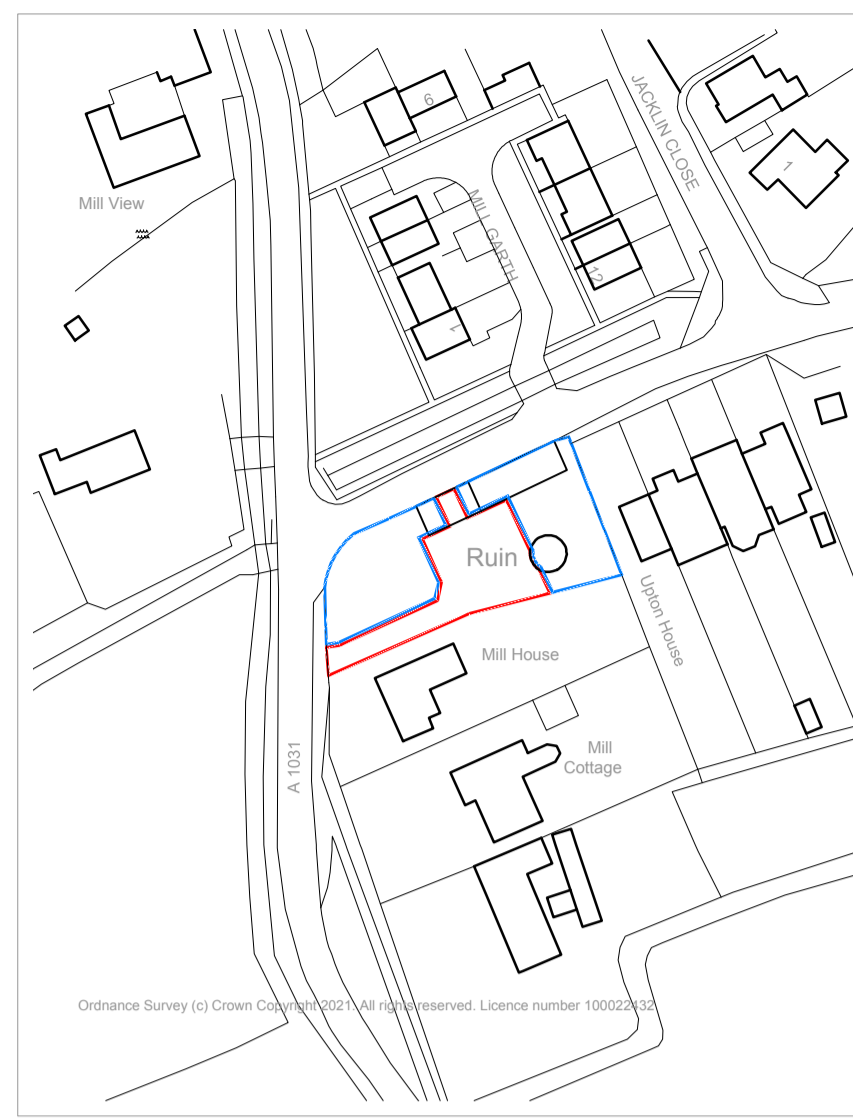 6
JACKLIN CLOSE
1
Mill View
MILL GARTH
12
1
Ruin
Upton House
Mill House
A 1031
Mill
Cottage
Ordnance Survey (c) Crown Copyright 2021. All rights reserved. Licence number 100022432